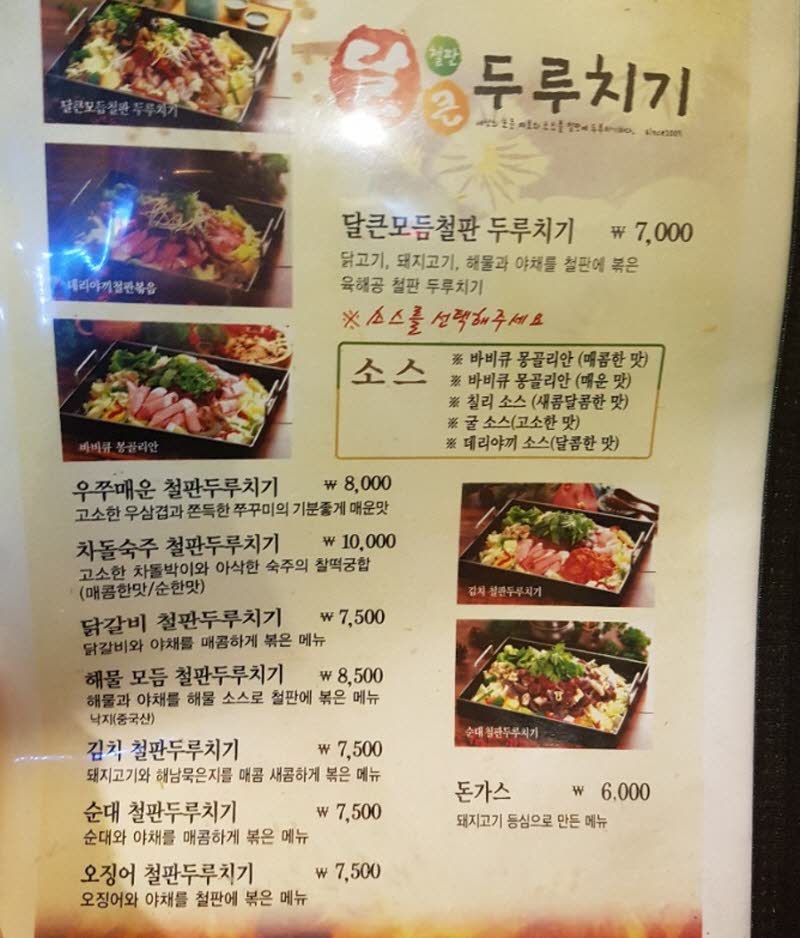 달큰
철판
두루치기
since2007
달큰모듬철판 두루치기
달큰모듬철판 두루치기 ₩ 7,000
닭고기, 돼지고기, 해물과 야채를 철판에 볶은
육해공 철판 두루치기
※ 소스를 선택해주세요
데리야끼철판볶음
소스
※ 바비큐 몽골리안 (매콤한 맛)
※ 바비큐 몽골리안 (매운 맛)
※ 칠리 소스 (새콤달콤한 맛)
※ 굴 소스(고소한 맛)
※ 데리야끼 소스(달콤한 맛)
바비큐 몽골리안
우쭈매운 철판두루치기 ₩ 8,000
고소한 우삼겹과 쫀득한 쭈꾸미의 기분좋게 매운맛
차돌숙주 철판두루치기 ₩ 10,000
고소한 차돌박이와 아삭한 숙주의 찰떡궁합
(매콤한맛/순한맛)
닭갈비 철판두루치기 ₩ 7,500
닭갈비와 야채를 매콤하게 볶은 메뉴
해물 모듬 철판두루치기 ₩ 8,500
해물과 야채를 해물 소스로 철판에 볶은 메뉴
낙지(중국산)
김치 철판두루치기 ₩ 7,500
돼지고기와 해남묵은지를 매콤 새콤하게 볶은 메뉴
순대 철판두루치기 ₩ 7,500
순대와 야채를 매콤하게 볶은 메뉴
오징어 철판두루치기 ₩ 7,500
오징어와 야채를 철판에 볶은 메뉴
김치 철판두루치기
순대 철판두루치기
돈가스 ₩ 6,000
돼지고기 등심으로 만든 메뉴